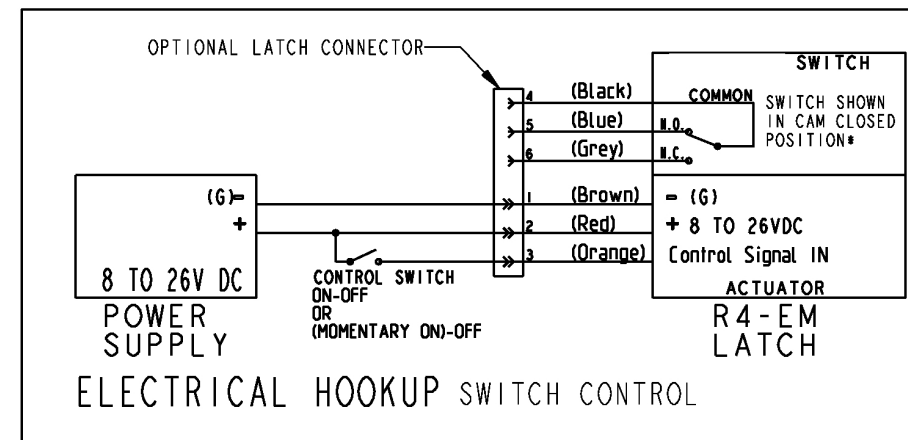 OPTIONAL LATCH CONNECTOR
SWITCH
4 (Black) COMMON
SWITCH SHOWN
IN CAM CLOSED
POSITION*
5 (Blue) N.O.
6 (Grey) N.C.
(G)-
+
8 TO 26V DC
POWER
SUPPLY
1 (Brown) - (G)
2 (Red) + 8 TO 26VDC
3 (Orange) Control Signal IN
CONTROL SWITCH
ON-OFF
OR
(MOMENTARY ON)-OFF
ACTUATOR
R4-EM
LATCH
ELECTRICAL HOOKUP SWITCH CONTROL